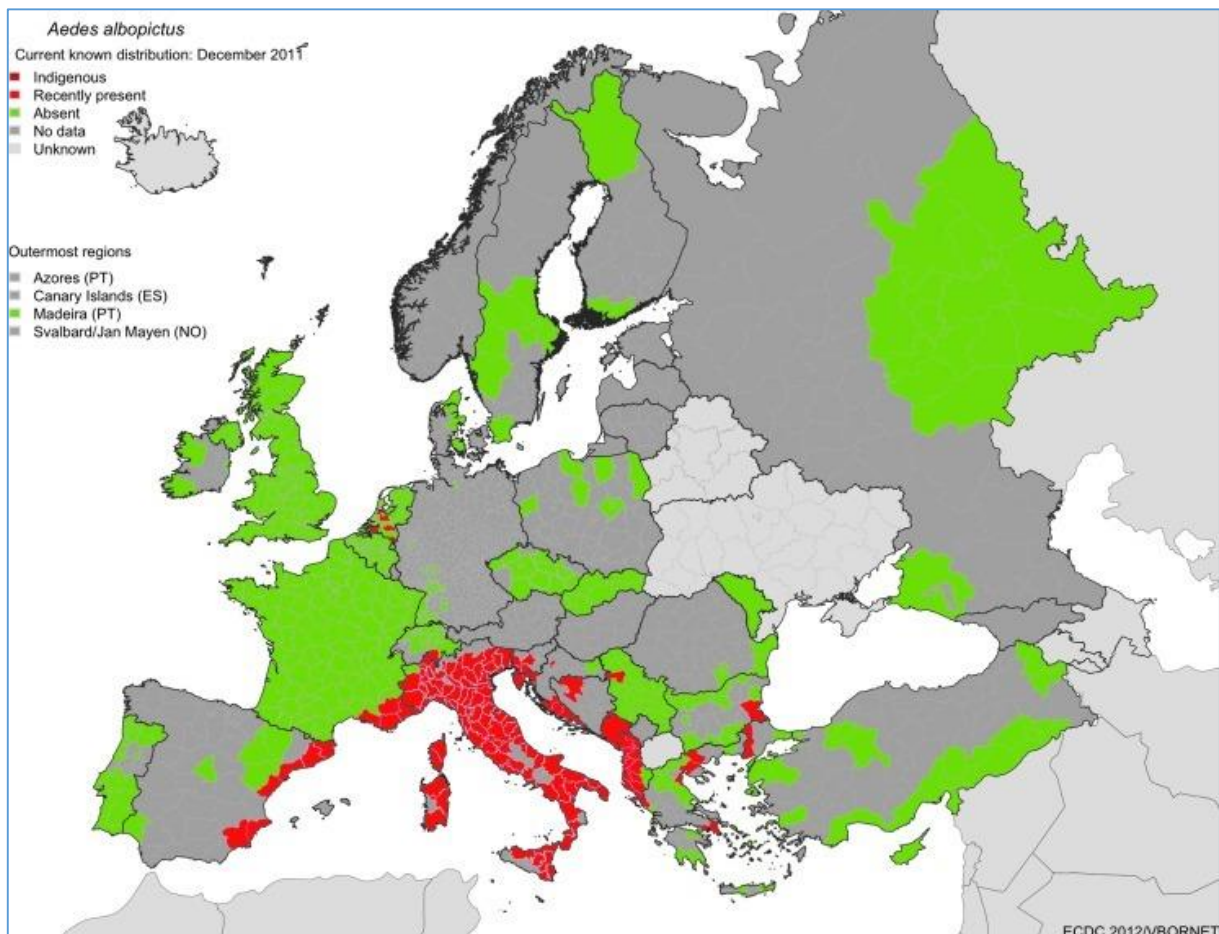 Aedes albopictus
Current known distribution: December 2011
Indigenous
Recently present
Absent
No data
Unknown
Outermost regions
Azores (PT)
Canary Islands (ES)
Madeira (PT)
Svalbard/Jan Mayen (NO)
ECDC 2012/VBORNET